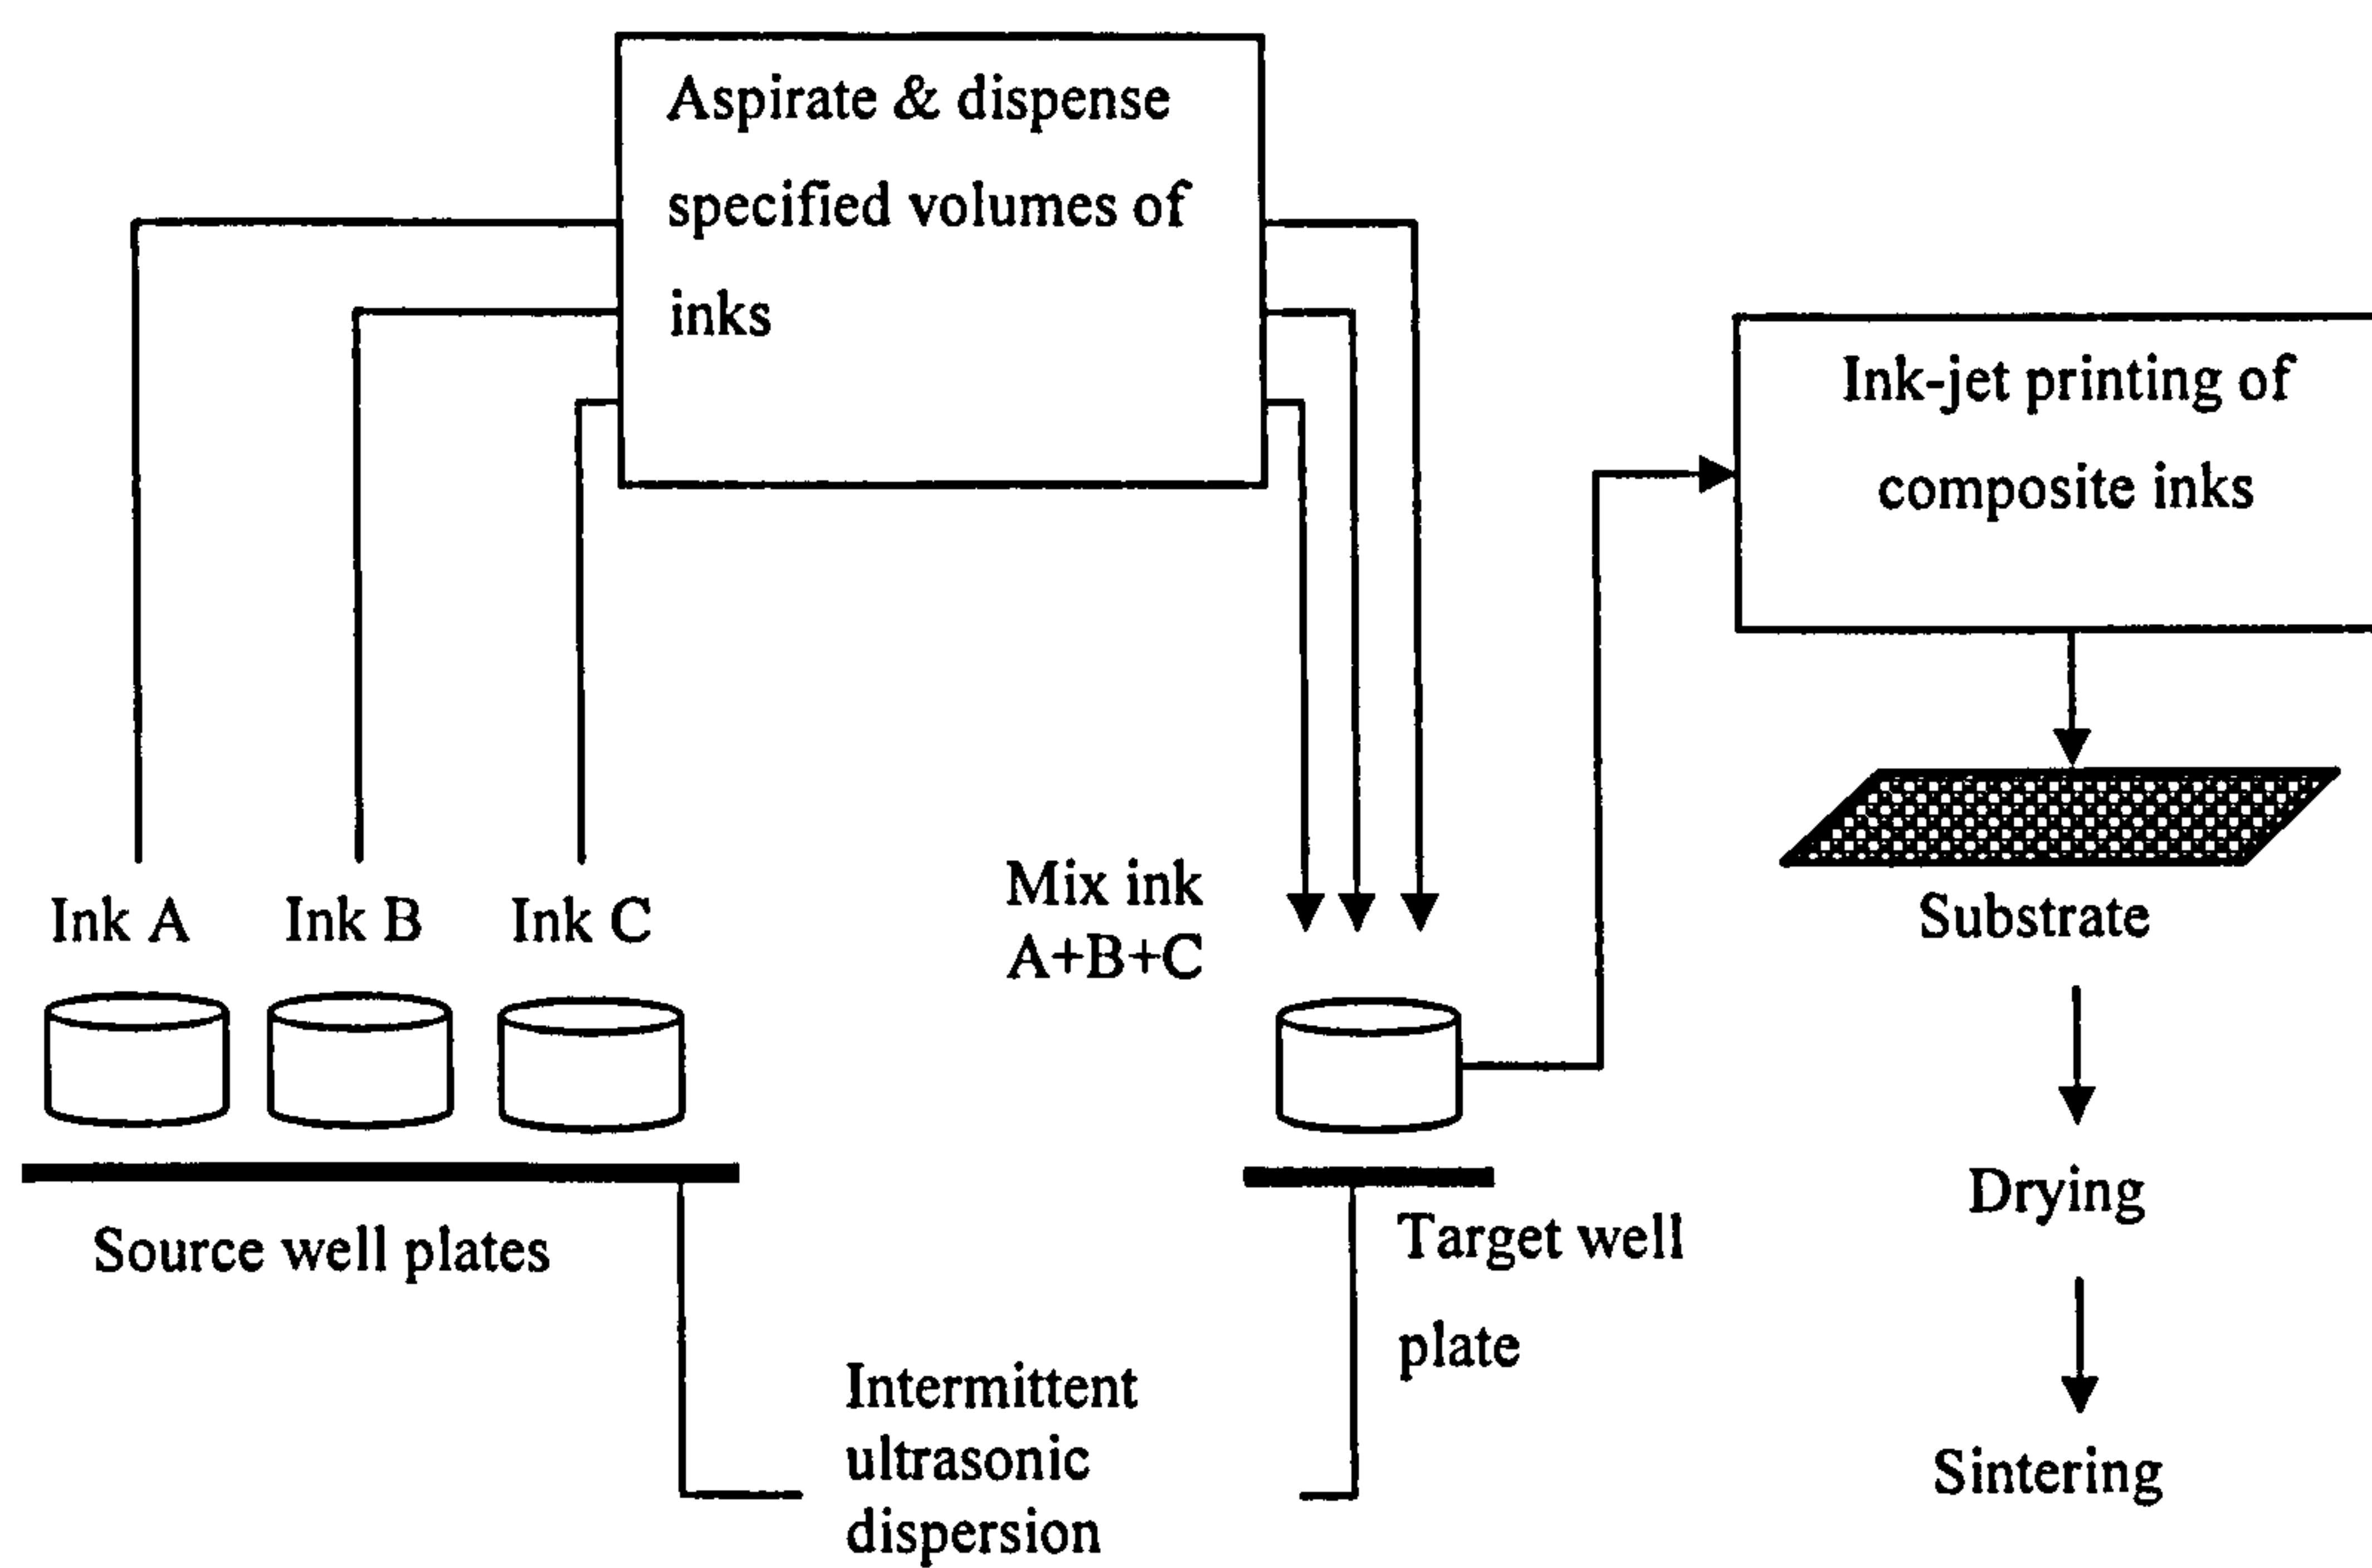 Aspirate & dispense
specified volumes of
inks
Ink-jet printing of
composite inks
Ink A
Ink B
Ink C
Mix ink
A+B+C
Substrate
Source well plates
Target well
plate
Drying
Intermittent
ultrasonic
dispersion
Sintering